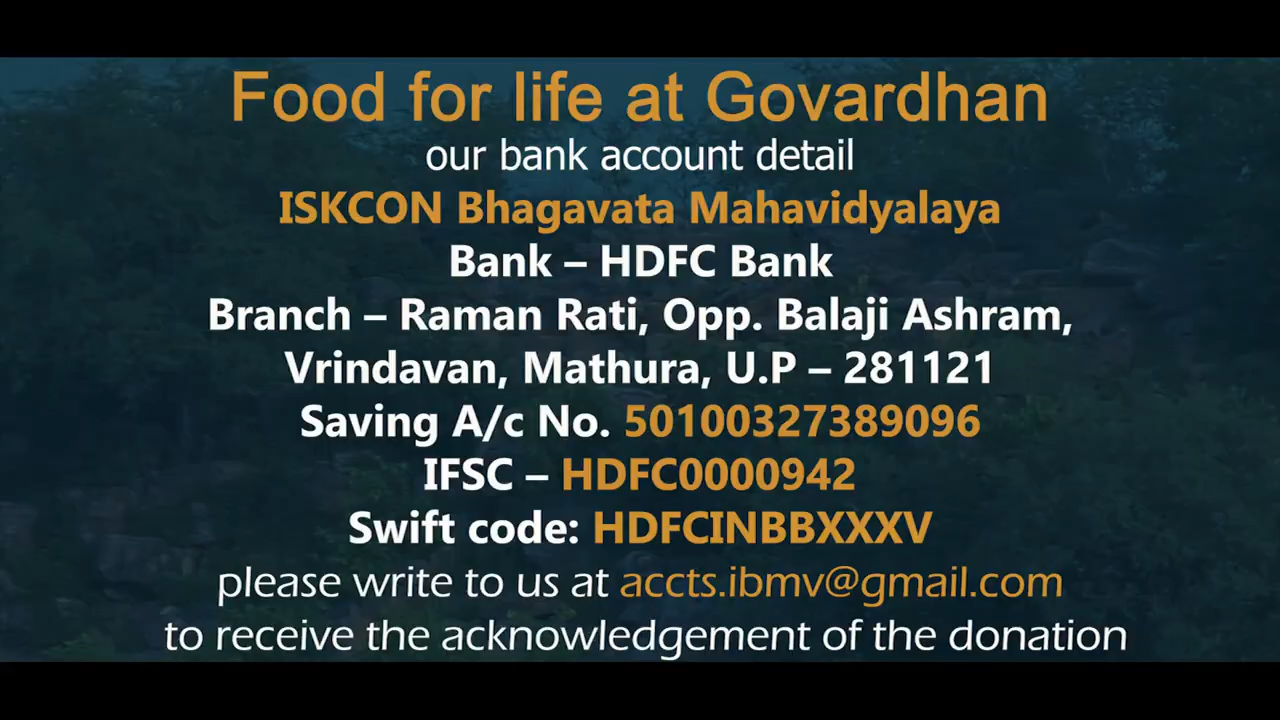 Food for life at Govardhan
our bank account detail
ISKCON Bhagavata Mahavidyalaya
Bank – HDFC Bank
Branch – Raman Rati, Opp. Balaji Ashram,
Vrindavan, Mathura, U.P – 281121
Saving A/c No. 50100327389096
IFSC – HDFC0000942
Swift code: HDFCINBBXXXV
please write to us at accts.ibmv@gmail.com
to receive the acknowledgement of the donation